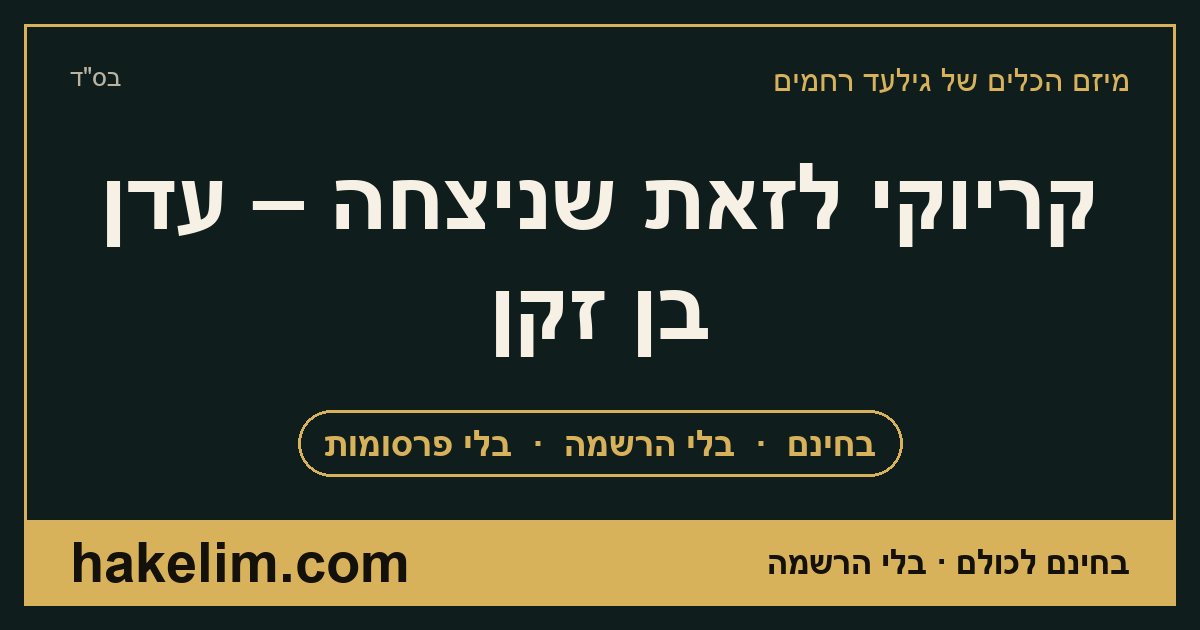 בס"ד
מיזם הכלים של גילעד רחמים
קריוקי לזאת שניצחה – עדן
בן זקן
בחינם · בלי הרשמה · בלי פרסומות
בחינם לכולם · בלי הרשמה
hakelim.com